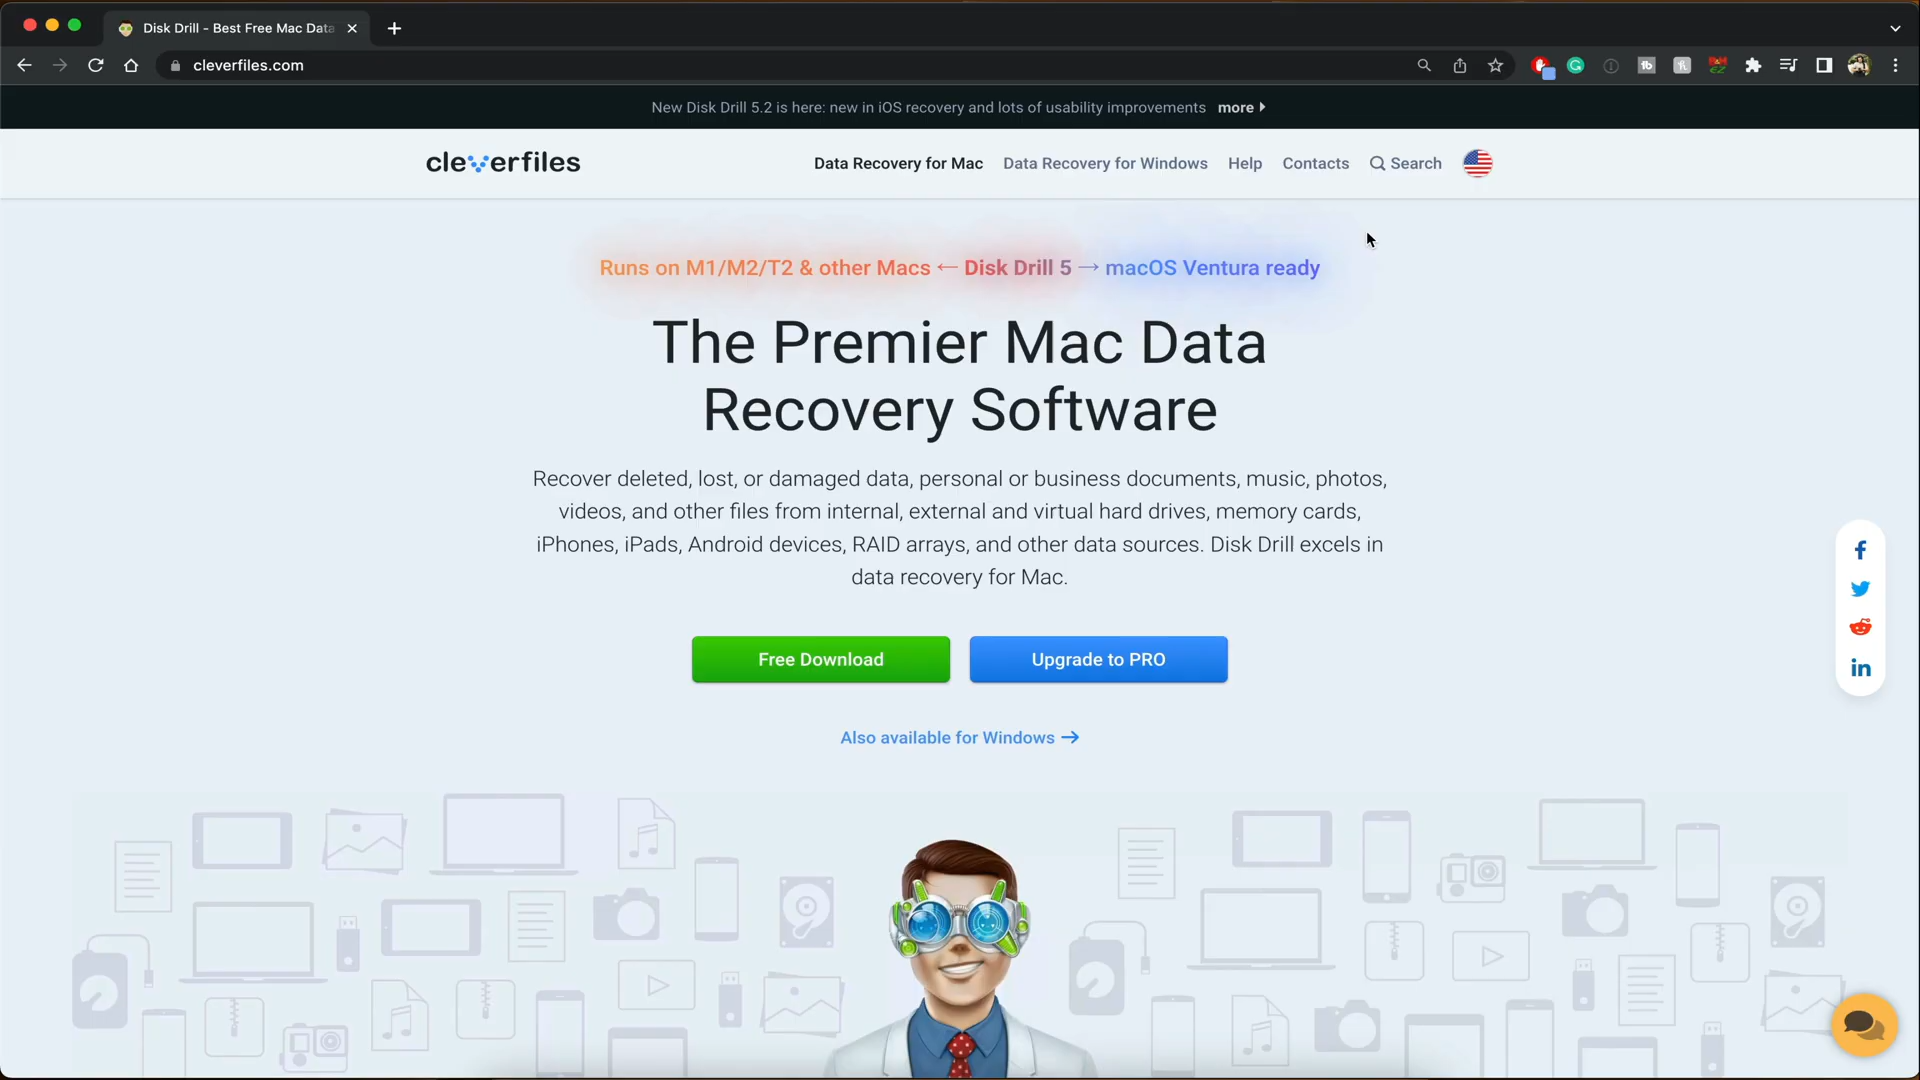 Disk Drill - Best Free Mac Data
cleverfiles.com
New Disk Drill 5.2 is here: new in iOS recovery and lots of usability improvements more
cleverfiles
Data Recovery for Mac Data Recovery for Windows Help Contacts Search
Runs on M1/M2/T2 & other Macs ← Disk Drill 5 → macOS Ventura ready
The Premier Mac Data
Recovery Software
Recover deleted, lost, or damaged data, personal or business documents, music, photos,
videos, and other files from internal, external and virtual hard drives, memory cards,
iPhones, iPads, Android devices, RAID arrays, and other data sources. Disk Drill excels in
data recovery for Mac.
Free Download Upgrade to PRO
Also available for Windows →